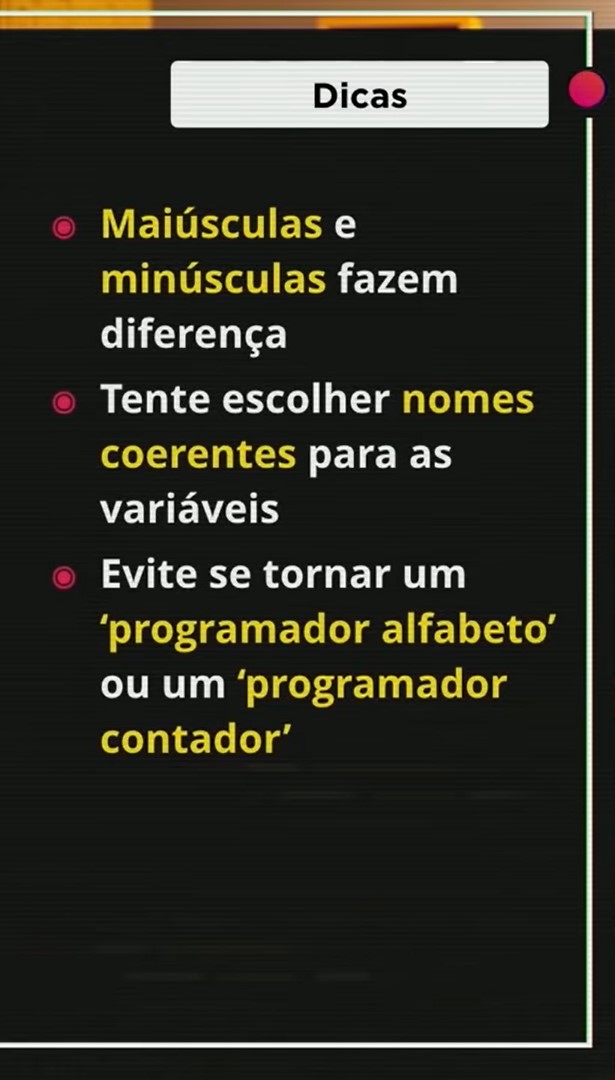 Dicas
Maiúsculas e
minúsculas fazem
diferença
Tente escolher nomes
coerentes para as
variáveis
Evite se tornar um
‘programador alfabeto’
ou um ‘programador
contador’